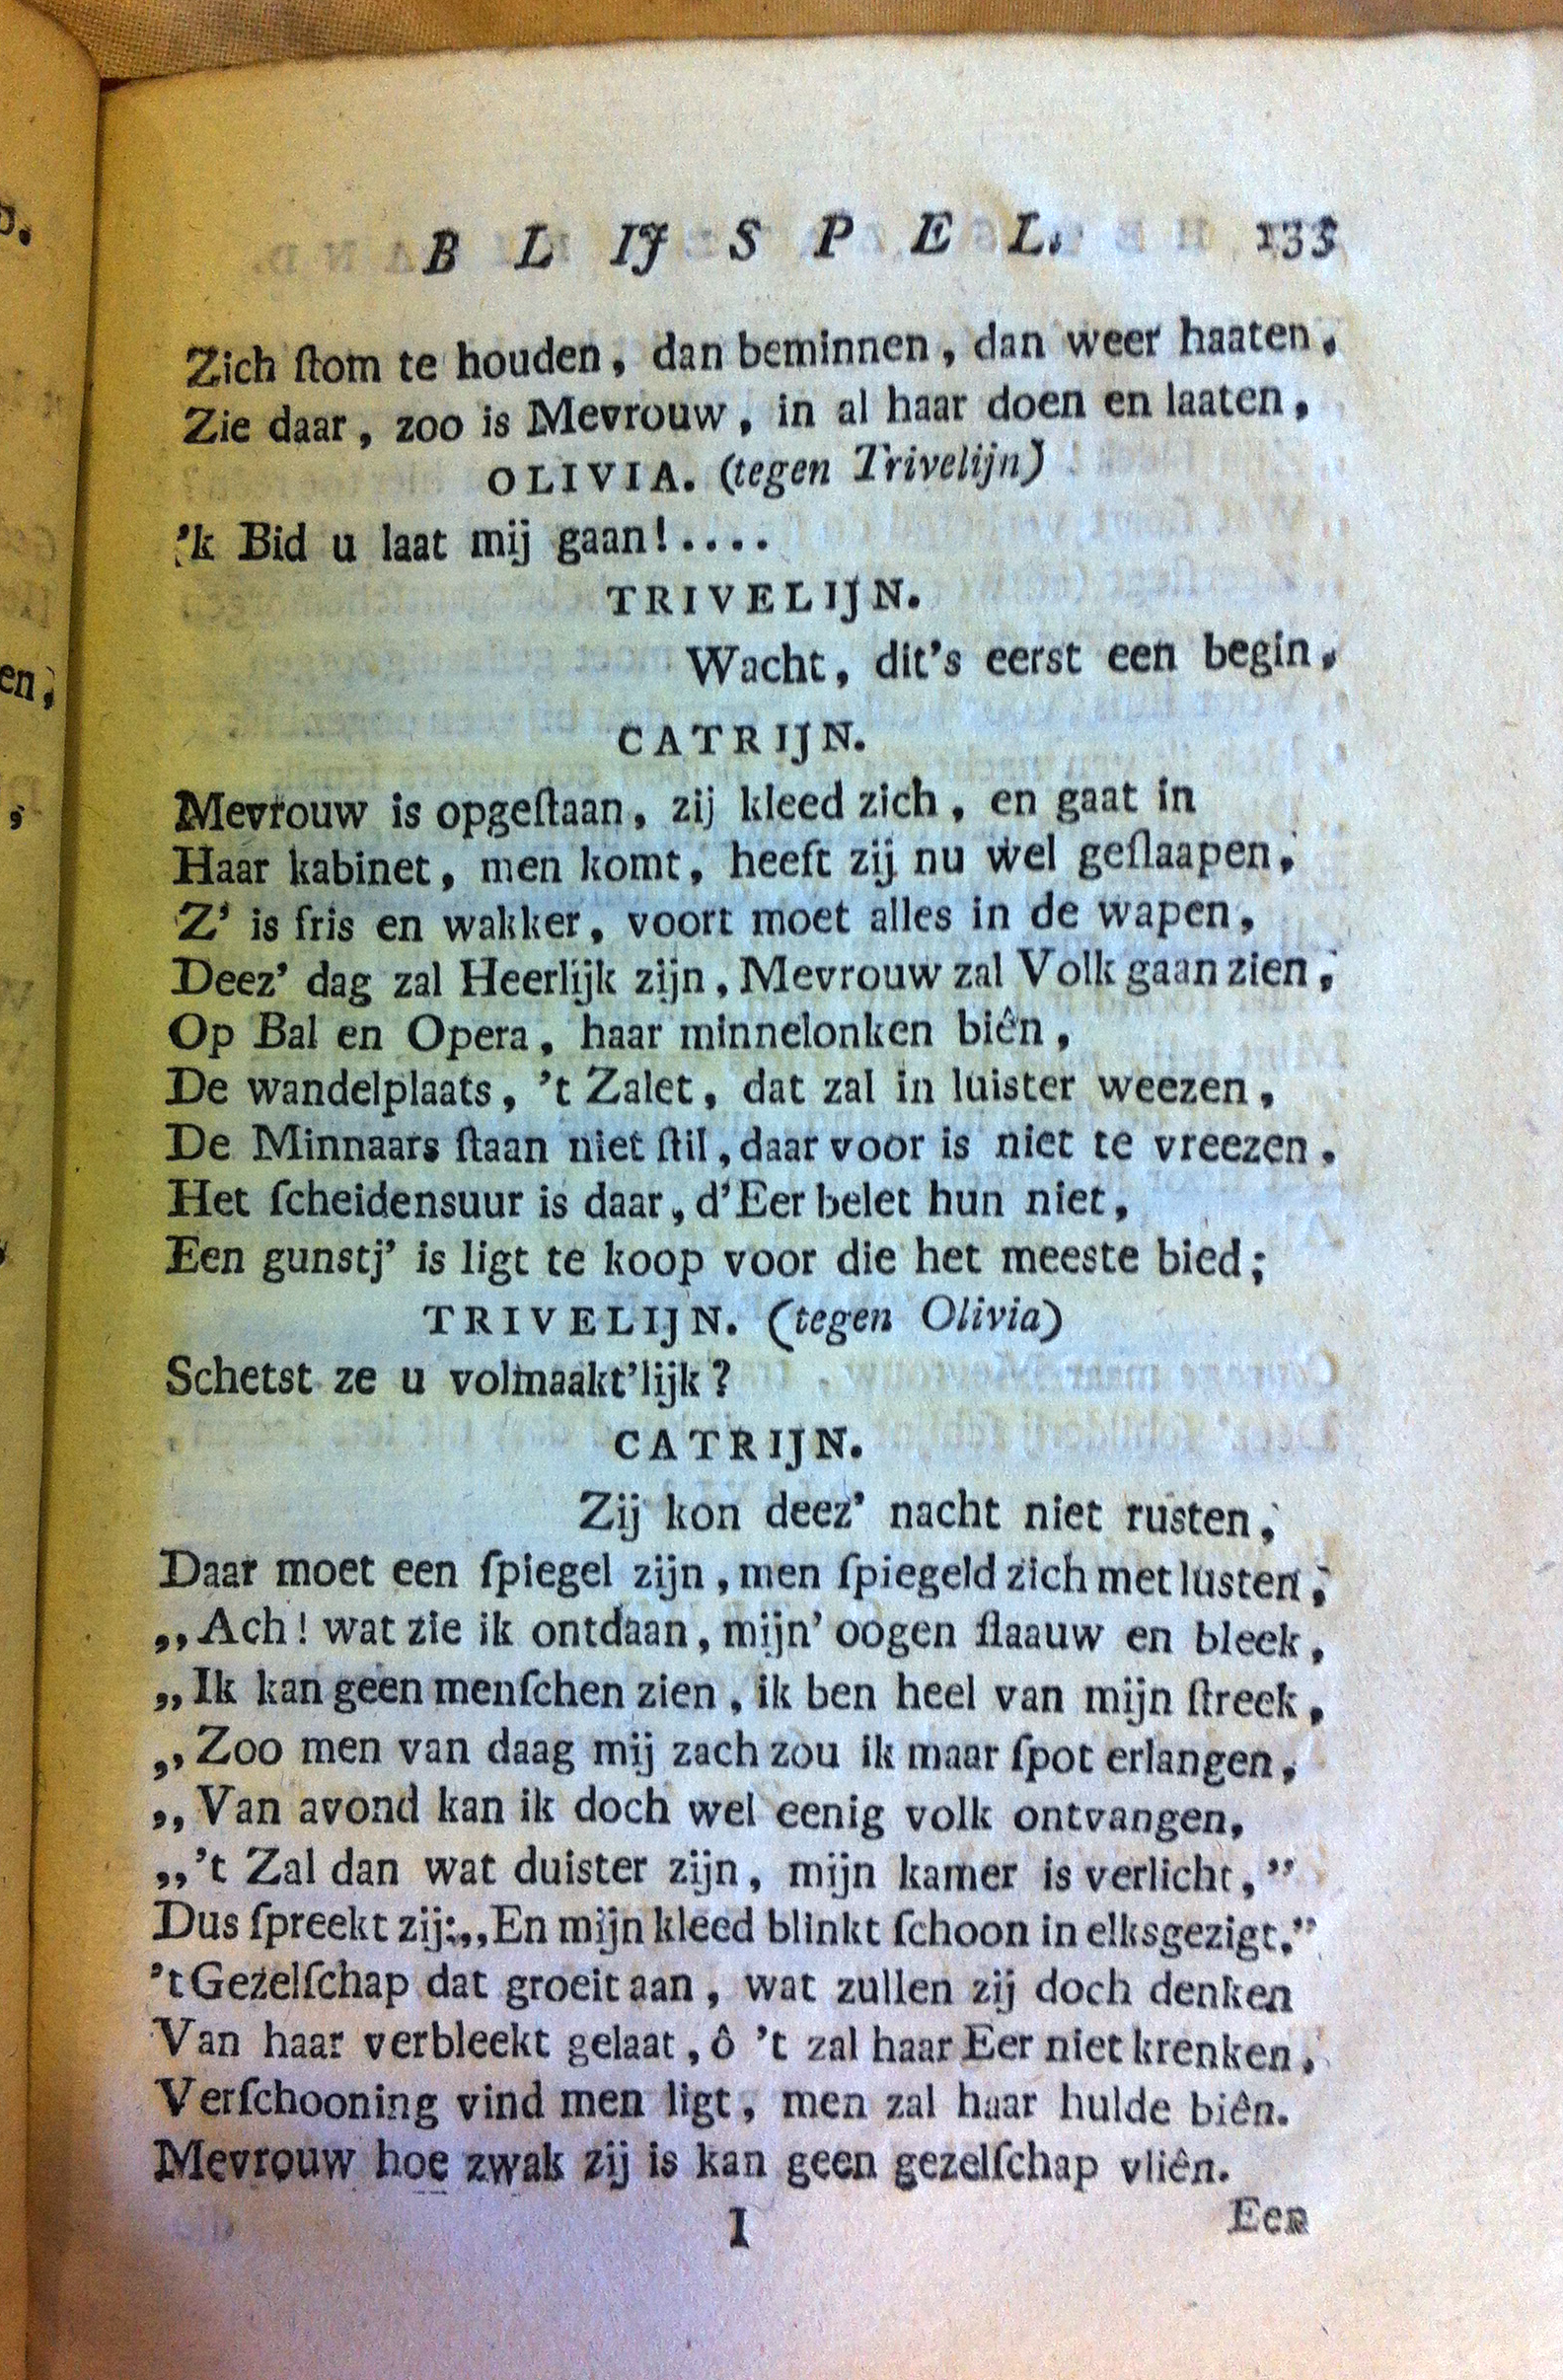 BLIJSPEL. 135
Zich ſtom te houden, dan beminnen, dan weer haaten,
Zie daar, zoo is Mevrouw, in al haar doen en laaten,
OLIVIA. (tegen Trivelijn)
'k Bid u laat mij gaan!....
TRIVELIJN.
Wacht, dit's eerst een begin,
CATRIJN.
Mevrouw is opgeſtaan, zij kleed zich, en gaat in
Haar kabinet, men komt, heeft zij nu wel geſlaapen,
Z' is fris en wakker, voort moet alles in de wapen,
Deez' dag zal Heerlijk zijn, Mevrouw zal Volk gaan zien,
Op Bal en Opera, haar minnelonken biên,
De wandelplaats, 't Zalet, dat zal in luister weezen,
De Minnaars ſtaan niet ſtil, daar voor is niet te vreezen.
Het ſcheidensuur is daar, d'Eer belet hun niet,
Een gunstj' is ligt te koop voor die het meeste bied;
TRIVELIJN. (tegen Olivia)
Schetst ze u volmaakt'lijk?
CATRIJN.
Zij kon deez' nacht niet rusten,
Daar moet een ſpiegel zijn, men ſpiegeld zich met lusten,
„Ach! wat zie ik ontdaan, mijn' oogen flaauw en bleek,
„Ik kan geen menſchen zien, ik ben heel van mijn ſtreek,
„Zoo men van daag mij zach zou ik maar ſpot erlangen,
„Van avond kan ik doch wel eenig volk ontvangen,
„'t Zal dan wat duister zijn, mijn kamer is verlicht,”
Dus ſpreekt zij: „En mijn kleed blinkt ſchoon in elks gezigt.”
't Gezelſchap dat groeit aan, wat zullen zij doch denken
Van haar verbleekt gelaat, ô 't zal haar Eer niet krenken,
Verſchooning vind men ligt, men zal haar hulde biên.
Mevrouw hoe zwak zij is kan geen gezelſchap vliên.
I Een